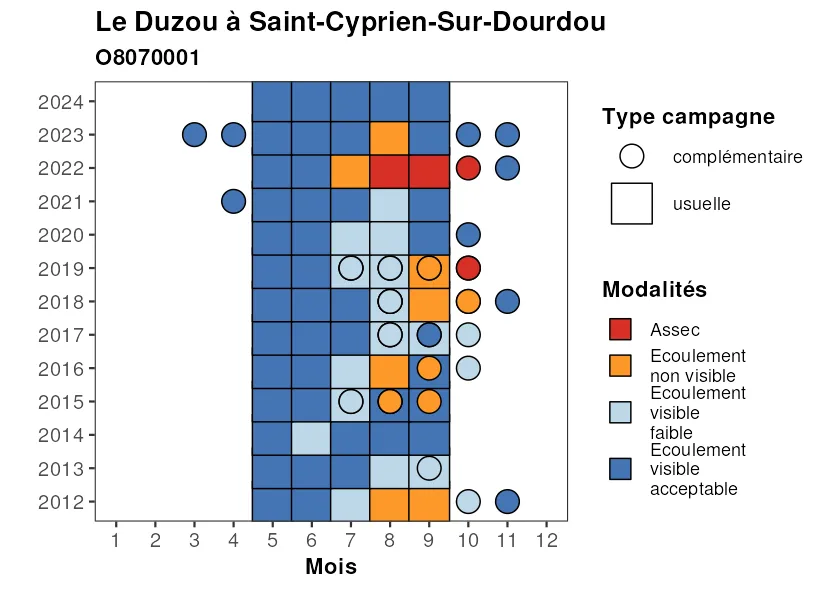 Le Duzou à Saint-Cyprien-Sur-Dourdou
O8070001
2024
2023
2022
2021
2020
2019
2018
2017
2016
2015
2014
2013
2012
1 2 3 4 5 6 7 8 9 10 11 12
Mois
Type campagne
complémentaire
usuelle
Modalités
Assec
Ecoulement
non visible
Ecoulement
visible
faible
Ecoulement
visible
acceptable